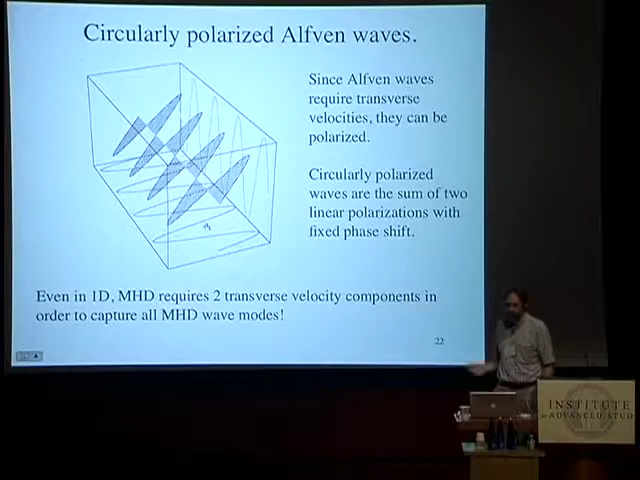 Circularly polarized Alfven waves.
Since Alfven waves
require transverse
velocities, they can be
polarized.
Circularly polarized
waves are the sum of two
linear polarizations with
fixed phase shift.
Even in 1D, MHD requires 2 transverse velocity components in
order to capture all MHD wave modes!
22
INSTITUTE
for ADVANCED STUD